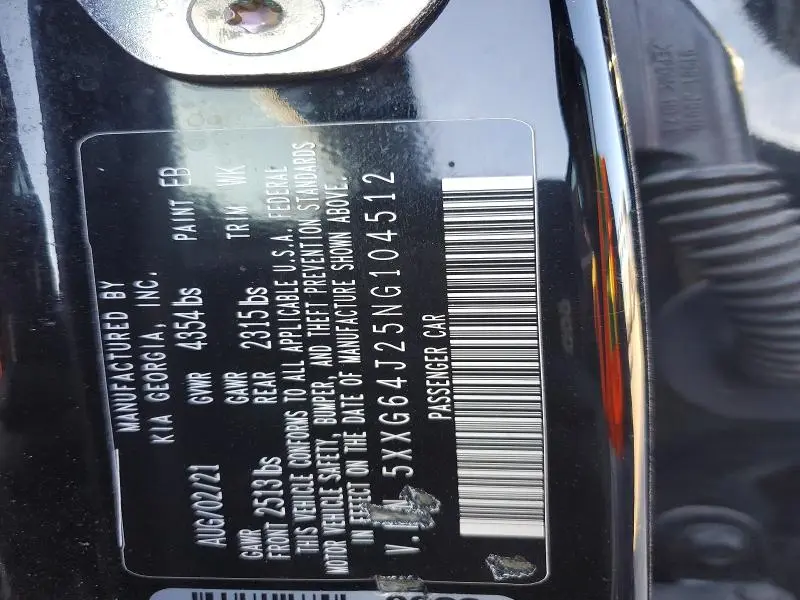 MANUFACTURED BY
KIA GEORGIA, INC.
AUG/02/21 GVWR 4354 lbs PAINT EB
GAWR GAWR TRIM WK
FRONT 2513 lbs REAR 2315 lbs
THIS VEHICLE CONFORMS TO ALL APPLICABLE U.S.A. FEDERAL
MOTOR VEHICLE SAFETY, BUMPER, AND THEFT PREVENTION STANDARDS
IN EFFECT ON THE DATE OF MANUFACTURE SHOWN ABOVE.
5XXG64J25NG104512
PASSENGER CAR